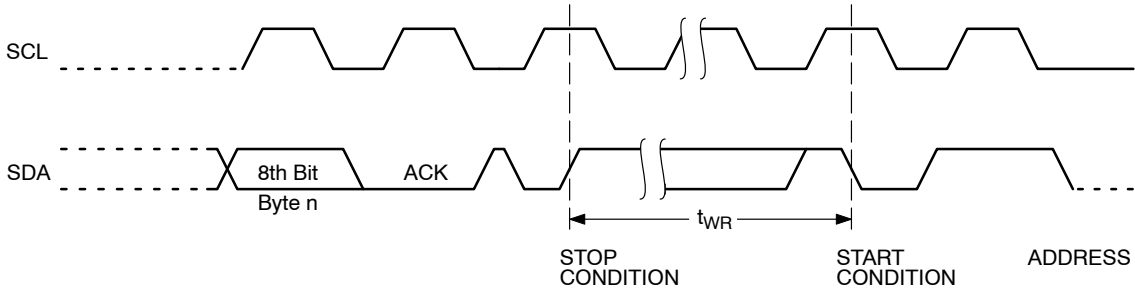 SCL
SDA
8th Bit
Byte n
ACK
tWR
STOP
CONDITION
START
CONDITION
ADDRESS